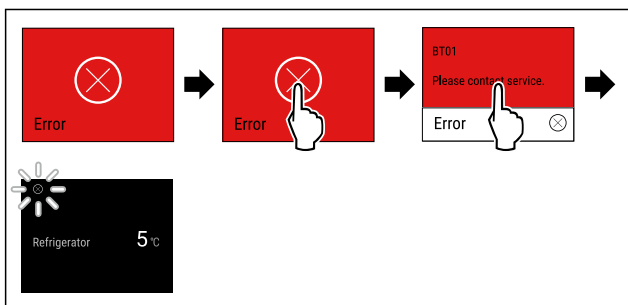 Error
Error
BT01
Please contact service.
Error
Refrigerator 5 °C